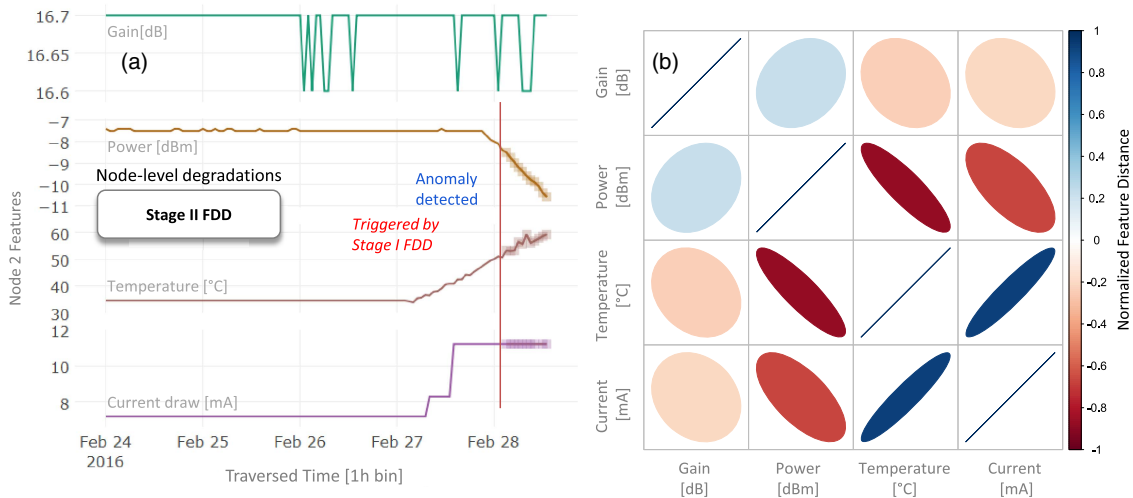 16.7
Gain[dB]
(a)
16.65
16.6
−7
−8
Power [dBm]
−9
Node-level degradations
−10
Anomaly
detected
−11
Stage II FDD
Triggered by
Stage I FDD
60
50
40
Temperature [°C]
30
12
10
8
Current draw [mA]
Node 2 Features
Feb 24
2016
Feb 25
Feb 26
Feb 27
Feb 28
Traversed Time [1h bin]
(b)
Gain
[dB]
Power
[dBm]
Temperature
[°C]
Current
[mA]
Gain
[dB]
Power
[dBm]
Temperature
[°C]
Current
[mA]
1
0.8
0.6
0.4
0.2
0
-0.2
-0.4
-0.6
-0.8
-1
Normalized Feature Distance